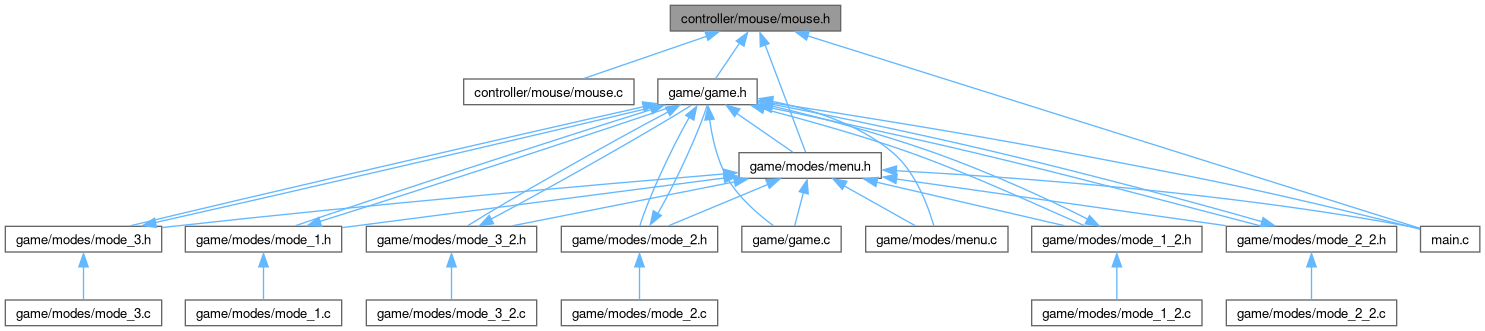 controller/mouse/mouse.h
controller/mouse/mouse.c
game/game.h
game/modes/menu.h
game/modes/mode_3.h
game/modes/mode_1.h
game/modes/mode_3_2.h
game/modes/mode_2.h
game/game.c
game/modes/menu.c
game/modes/mode_1_2.h
game/modes/mode_2_2.h
main.c
game/modes/mode_3.c
game/modes/mode_1.c
game/modes/mode_3_2.c
game/modes/mode_2.c
game/modes/mode_1_2.c
game/modes/mode_2_2.c